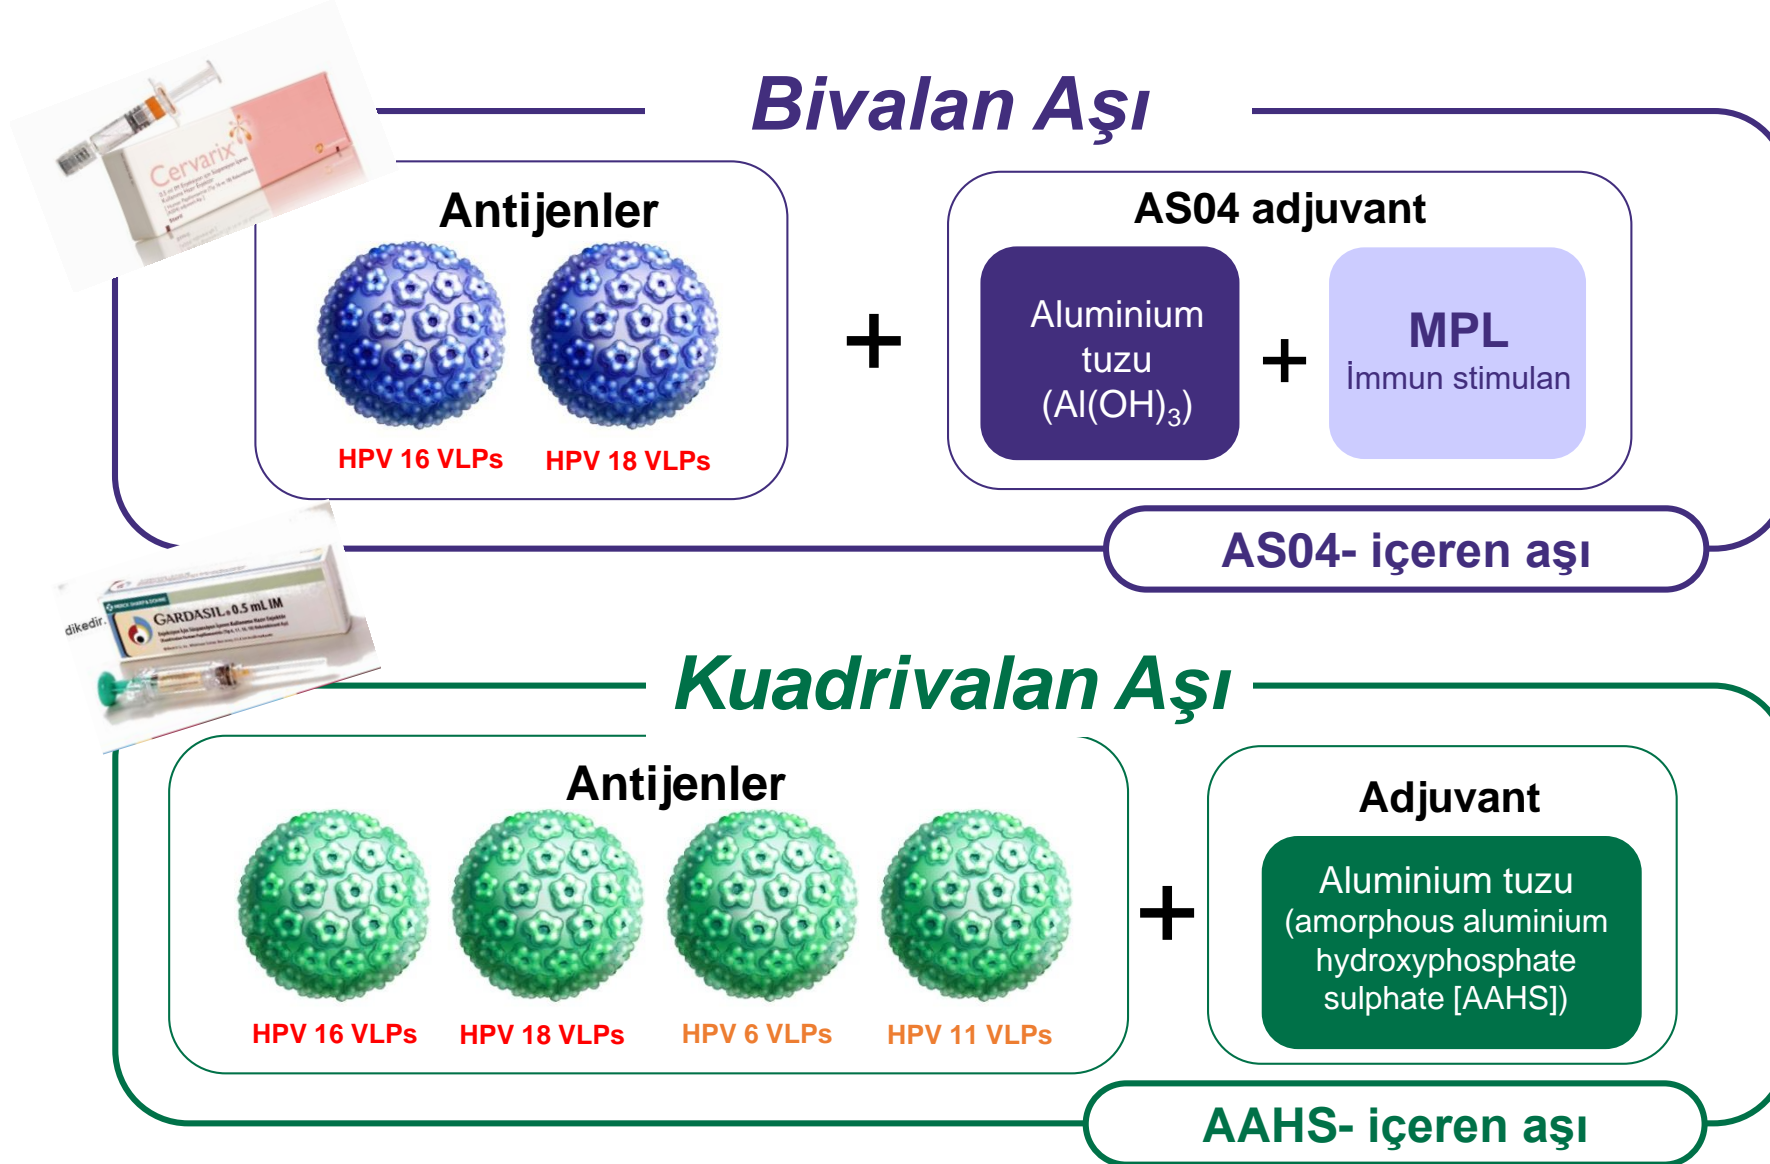 Bivalan Aşı
Cervarix
Antijenler
HPV 16 VLPs
HPV 18 VLPs
+
AS04 adjuvant
Aluminium
tuzu
(Al(OH)₃)
+
MPL
İmmun stimulan
AS04- içeren aşı
dikedir.
GARDASIL® 0.5 mL IM
Kuadrivalan Aşı
Antijenler
HPV 16 VLPs
HPV 18 VLPs
HPV 6 VLPs
HPV 11 VLPs
+
Adjuvant
Aluminium tuzu
(amorphous aluminium
hydroxyphosphate
sulphate [AAHS])
AAHS- içeren aşı